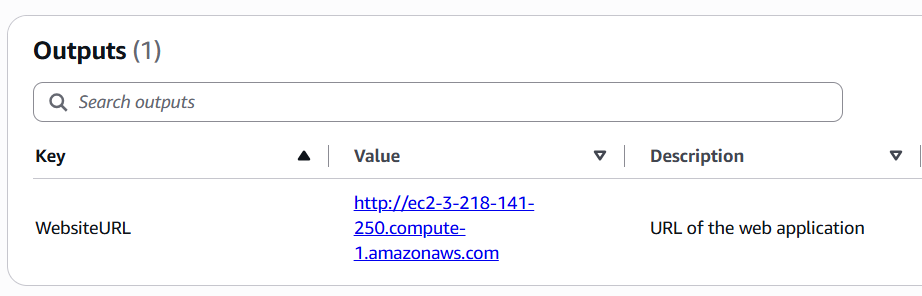 Outputs (1)
Search outputs
Key Value Description
WebsiteURL
http://ec2-3-218-141-
250.compute-
1.amazonaws.com
URL of the web application